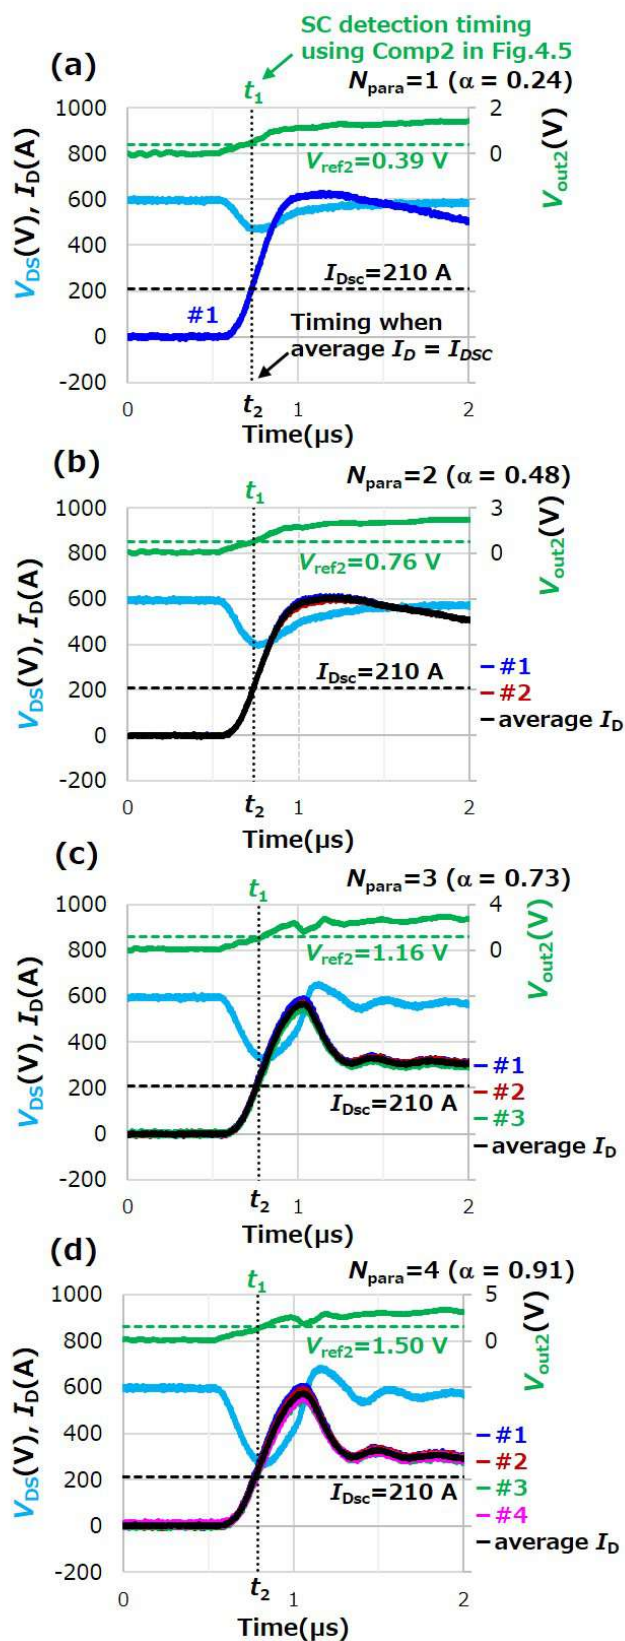 SC detection timing
using Comp2 in Fig.4.5
(a)
t1
Npara=1 (α = 0.24)
1000
800
600
400
200
0
-200
VDS(V), ID(A)
2
0
Vout2(V)
Vref2=0.39 V
IDsc=210 A
#1
Timing when
average ID = IDSC
0
t2
1
2
Time(μs)
(b)
Npara=2 (α = 0.48)
t1
1000
800
600
400
200
0
-200
VDS(V), ID(A)
3
0
Vout2(V)
Vref2=0.76 V
IDsc=210 A
#1
#2
average ID
0
t2
1
2
Time(μs)
(c)
Npara=3 (α = 0.73)
t1
1000
800
600
400
200
0
-200
VDS(V), ID(A)
4
0
Vout2(V)
Vref2=1.16 V
IDsc=210 A
#1
#2
#3
average ID
0
t2
1
2
Time(μs)
(d)
Npara=4 (α = 0.91)
t1
1000
800
600
400
200
0
-200
VDS(V), ID(A)
5
0
Vout2(V)
Vref2=1.50 V
IDsc=210 A
#1
#2
#3
#4
average ID
0
t2
1
2
Time(μs)